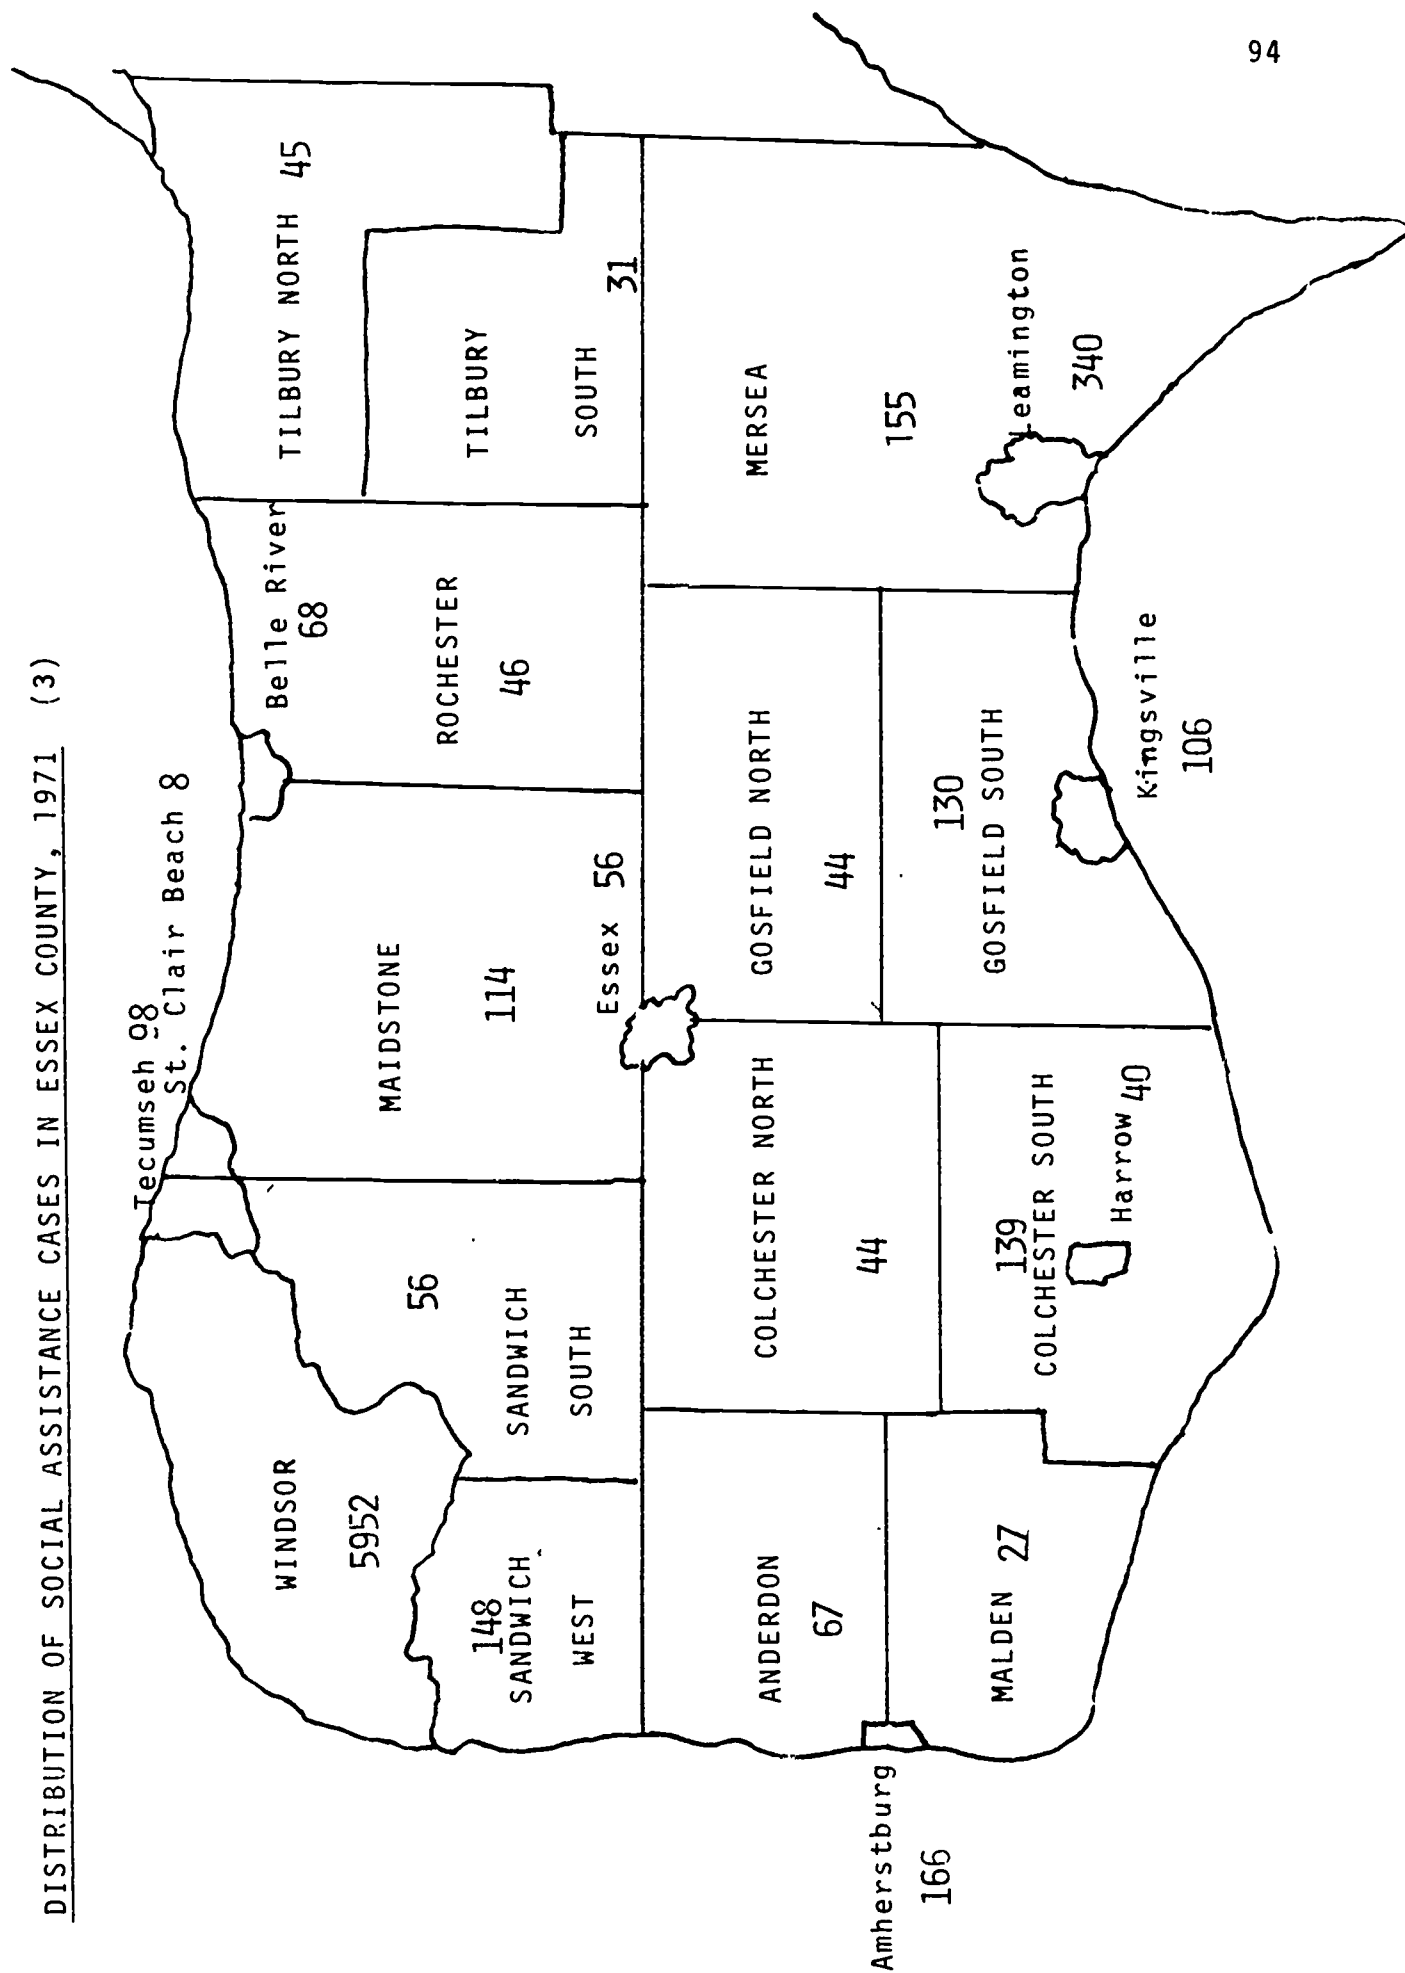 DISTRIBUTION OF SOCIAL ASSISTANCE CASES IN ESSEX COUNTY, 1971 (3)
Tecumseh 98
St. Clair Beach 8
Belle River
68
TILBURY NORTH 45
WINDSOR
5952
MAIDSTONE
114
ROCHESTER
46
TILBURY
SOUTH
31
148
SANDWICH
WEST
56
SANDWICH
SOUTH
Essex 56
ANDERDON
67
COLCHESTER NORTH
44
GOSFIELD NORTH
44
MERSEA
155
Amherstburg
166
MALDEN 27
139
COLCHESTER SOUTH
Harrow 40
130
GOSFIELD SOUTH
Kingsville
106
Leamington
340
94